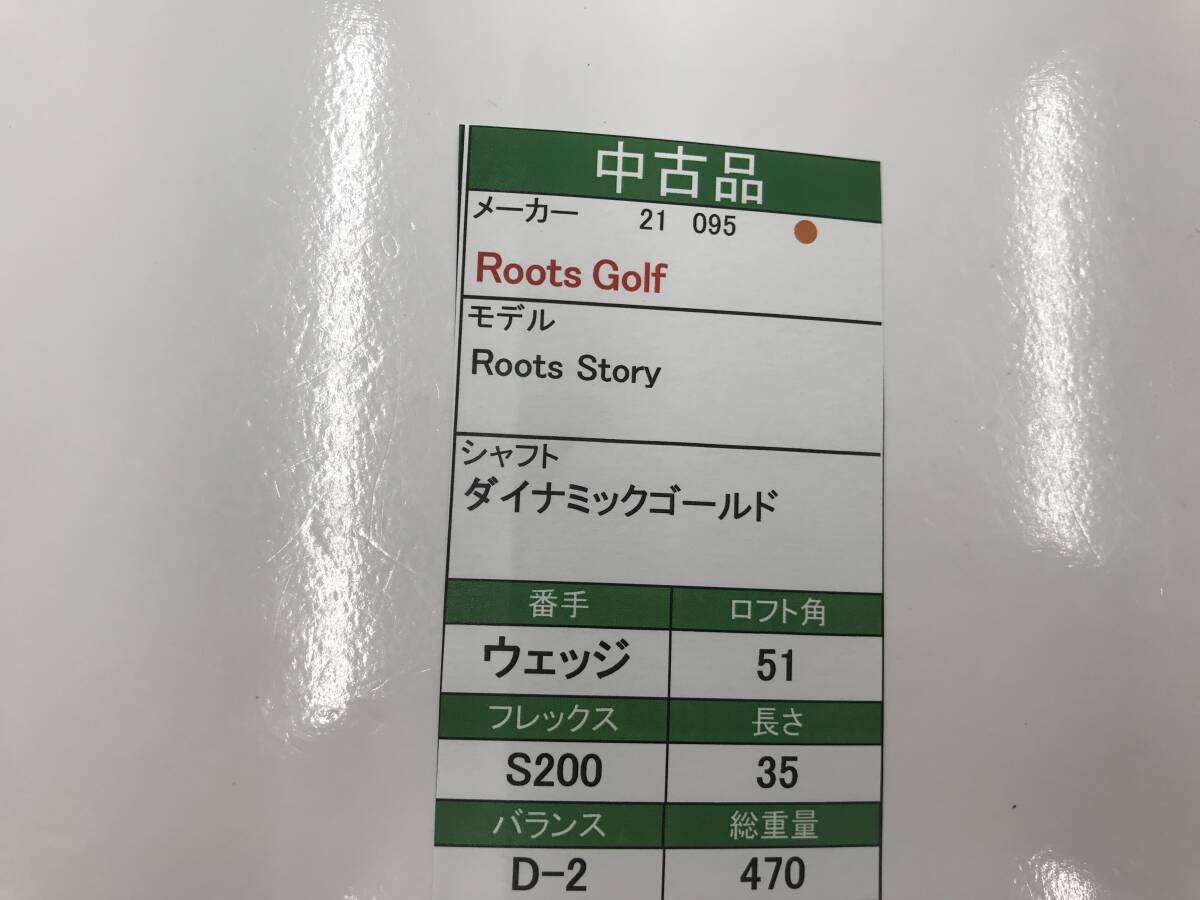 中古品
メーカー 21 095
Roots Golf
モデル
Roots Story
シャフト
ダイナミックゴールド
番手 ロフト角
ウェッジ 51
フレックス 長さ
S200 35
バランス 総重量
D-2 470